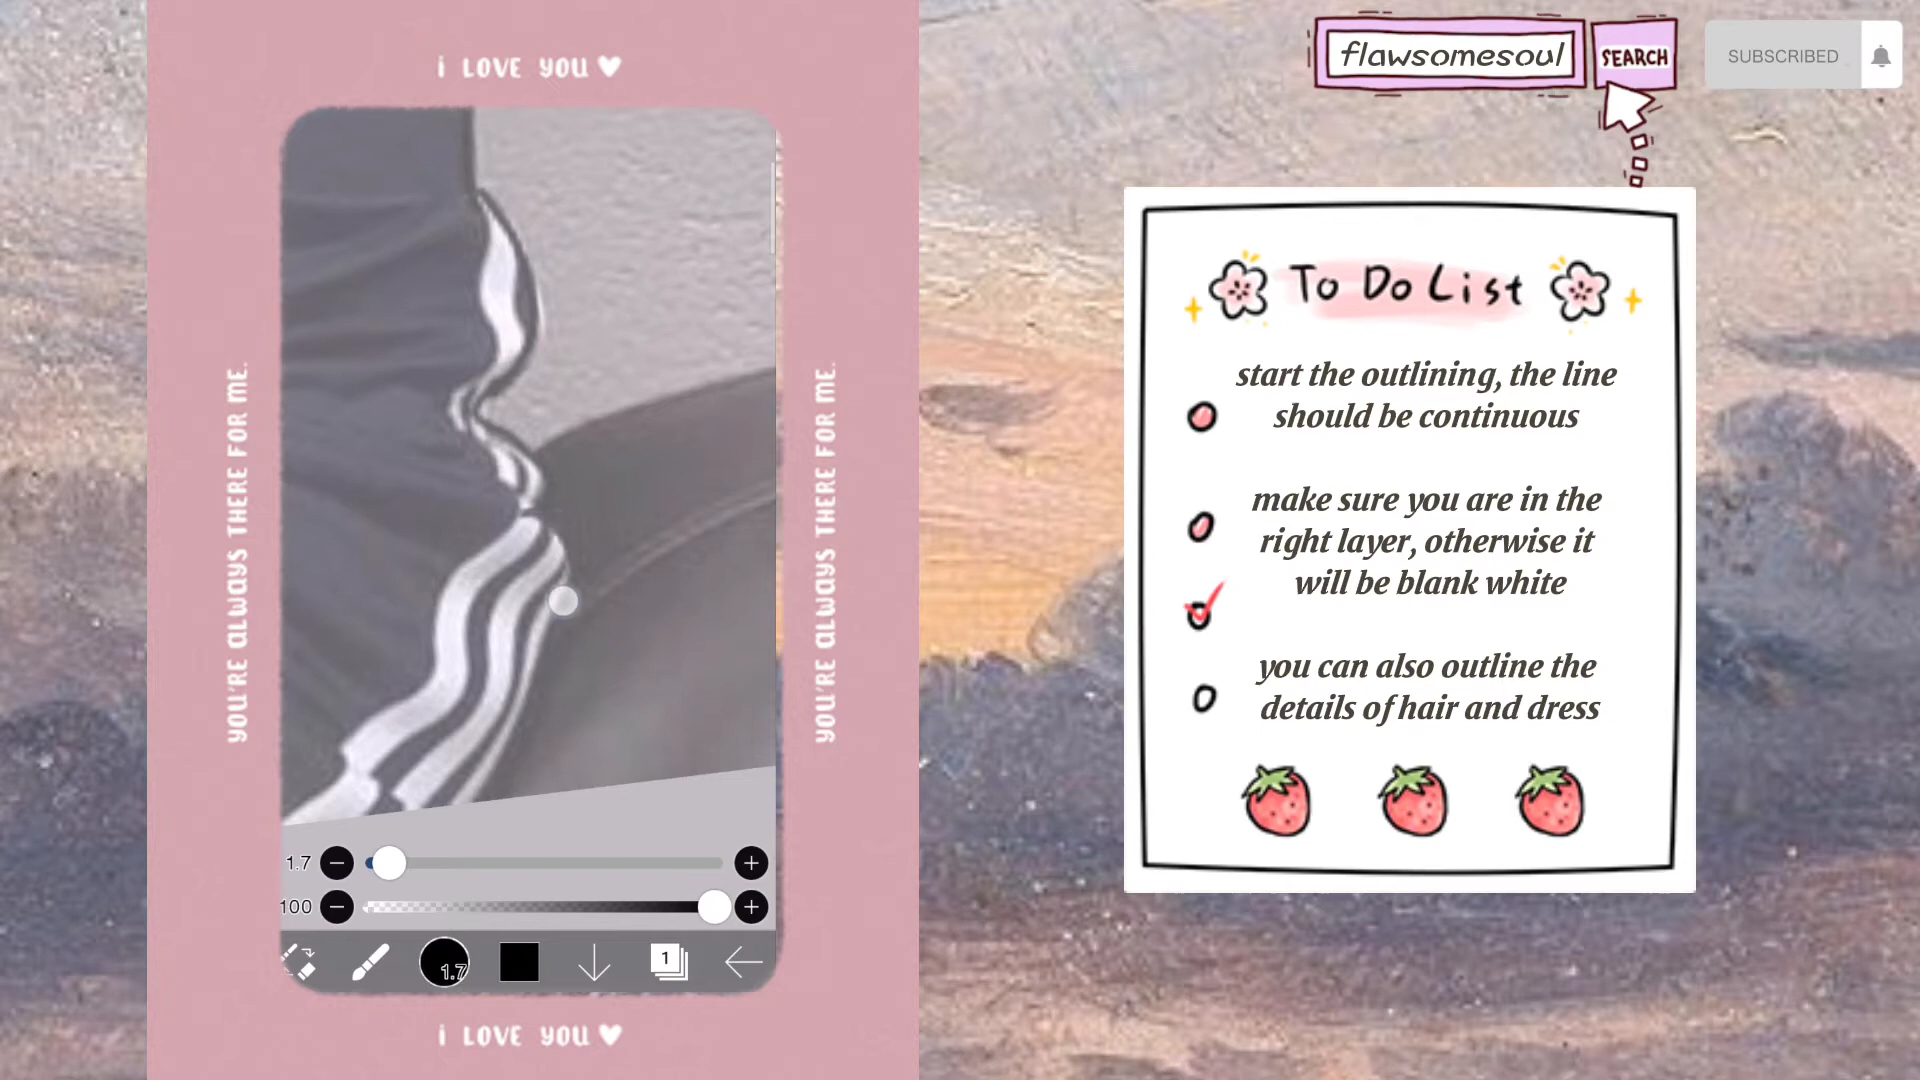 i LOVE YOU
YOU'RE ALWAYS THERE FOR ME.
YOU'RE ALWAYS THERE FOR ME.
1.7
100
1.7
1
i LOVE YOU
flawsomesoul
SEARCH
SUBSCRIBED
To Do List
start the outlining, the line
should be continuous
make sure you are in the
right layer, otherwise it
will be blank white
you can also outline the
details of hair and dress